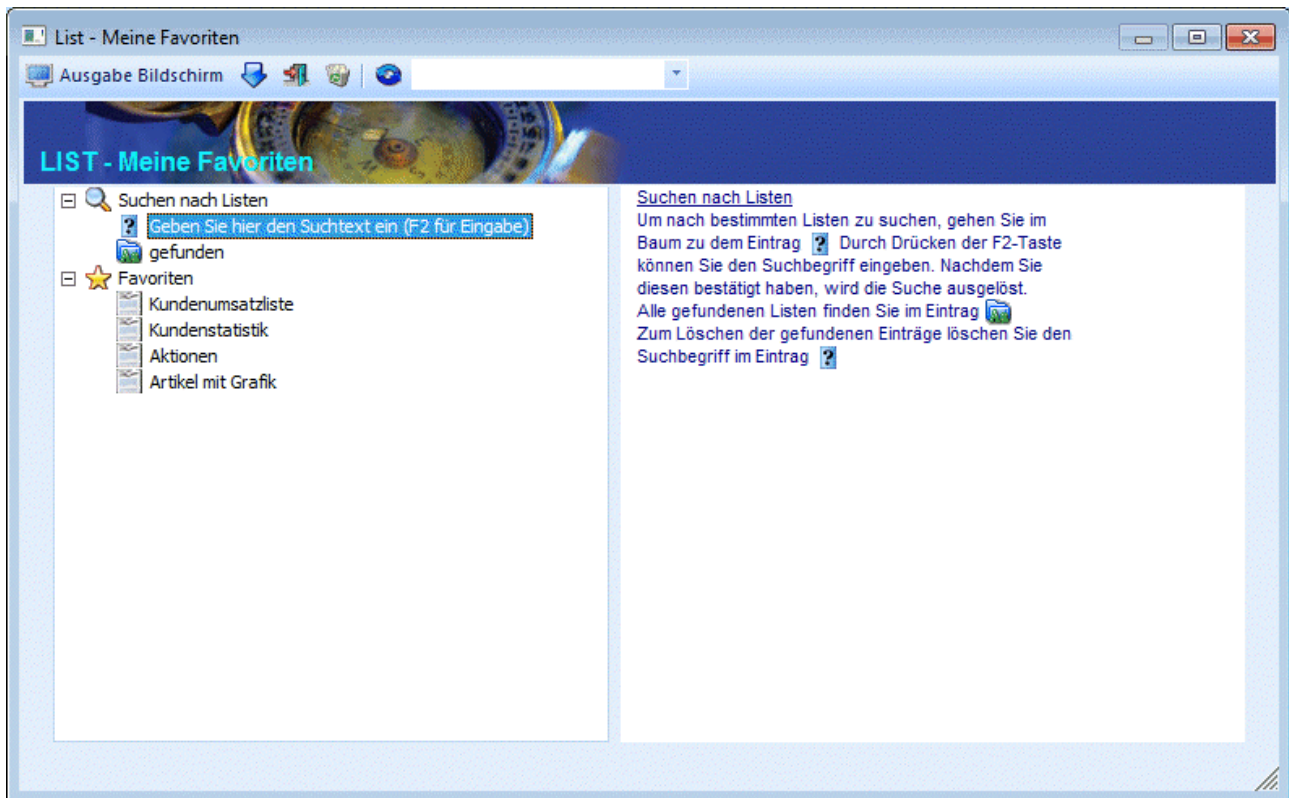 List - Meine Favoriten
Ausgabe Bildschirm
LIST - Meine Favoriten
Suchen nach Listen
Geben Sie hier den Suchtext ein (F2 für Eingabe)
gefunden
Favoriten
Kundenumsatzliste
Kundenstatistik
Aktionen
Artikel mit Grafik
Suchen nach Listen
Um nach bestimmten Listen zu suchen, gehen Sie im
Baum zu dem Eintrag ? Durch Drücken der F2-Taste
können Sie den Suchbegriff eingeben. Nachdem Sie
diesen bestätigt haben, wird die Suche ausgelöst.
Alle gefundenen Listen finden Sie im Eintrag
Zum Löschen der gefundenen Einträge löschen Sie den
Suchbegriff im Eintrag ?